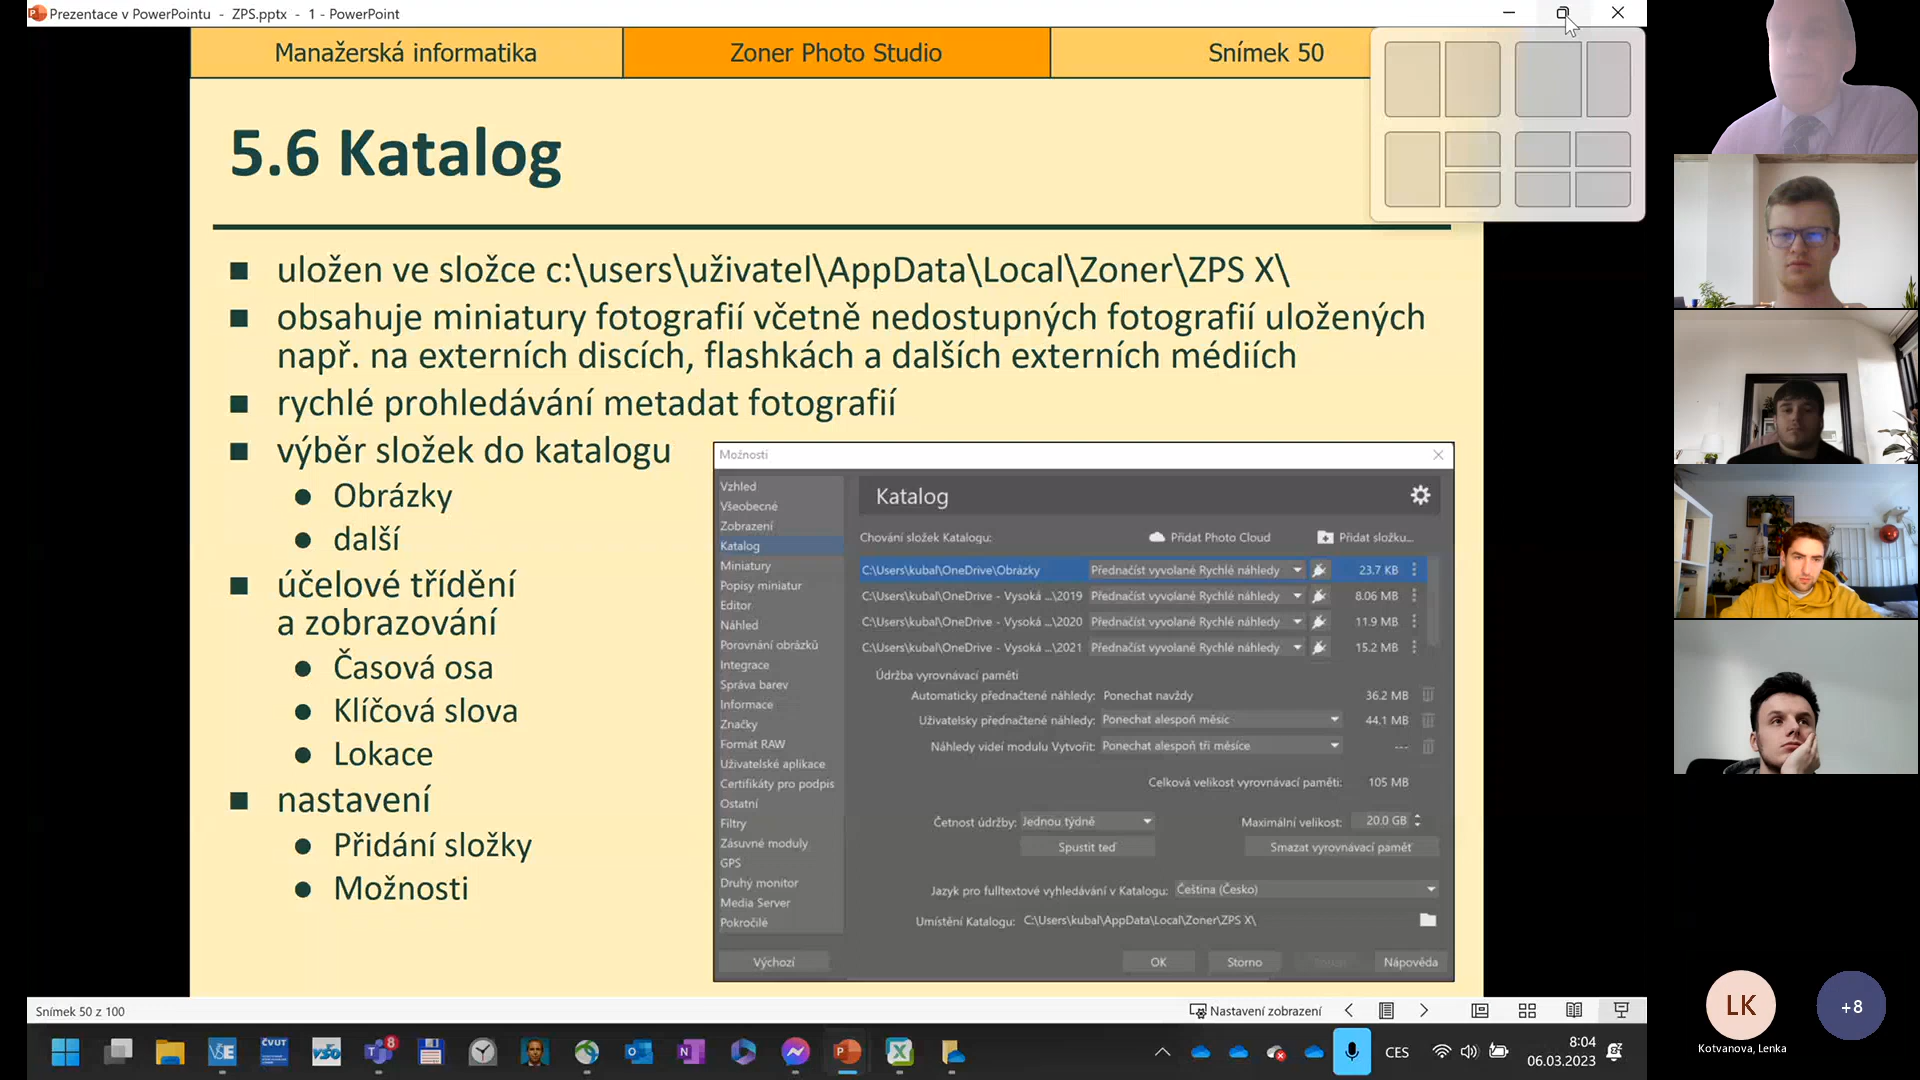 Prezentace v PowerPointu - ZPS.pptx - 1 - PowerPoint
Manažerská informatika
Zoner Photo Studio
Snímek 50
5.6 Katalog
uložen ve složce c:\users\uživatel\AppData\Local\Zoner\ZPS X\
obsahuje miniatury fotografií včetně nedostupných fotografií uložených
např. na externích discích, flashkách a dalších externích médiích
rychlé prohledávání metadat fotografií
výběr složek do katalogu
Obrázky
další
účelové třídění
a zobrazování
Časová osa
Klíčová slova
Lokace
nastavení
Přidání složky
Možnosti
Možnosti
Vzhled
Všeobecné
Zobrazení
Katalog
Miniatury
Popisy miniatur
Editor
Náhled
Porovnání obrázků
Integrace
Správa barev
Informace
Značky
Formát RAW
Uživatelské aplikace
Certifikáty pro podpis
Ostatní
Filtry
Zásuvné moduly
GPS
Druhý monitor
Media Server
Pokročilé
Výchozí
Katalog
Chování složek Katalogu: Přidat Photo Cloud Přidat složku...
C:\Users\kubal\OneDrive\Obrázky Přednačíst vyvolané Rychlé náhledy 23.7 KB
C:\Users\kubal\OneDrive - Vysoká ...\2019 Přednačíst vyvolané Rychlé náhledy 8.06 MB
C:\Users\kubal\OneDrive - Vysoká ...\2020 Přednačíst vyvolané Rychlé náhledy 11.9 MB
C:\Users\kubal\OneDrive - Vysoká ...\2021 Přednačíst vyvolané Rychlé náhledy 15.2 MB
Údržba vyrovnávací paměti
Automaticky přednačtené náhledy: Ponechat navždy 36.2 MB
Uživatelsky přednačtené náhledy: Ponechat alespoň měsíc 44.1 MB
Náhledy videí modulu Vytvořit: Ponechat alespoň tři měsíce ---
Celková velikost vyrovnávací paměti: 105 MB
Četnost údržby: Jednou týdně Maximální velikost: 20.0 GB
Spustit teď Smazat vyrovnávací paměť
Jazyk pro fulltextové vyhledávání v Katalogu: Čeština (Česko)
Umístění Katalogu: C:\Users\kubal\AppData\Local\Zoner\ZPS X\
OK Storno Nápověda
Snímek 50 z 100
Nastavení zobrazení
VŠE
ČVUT
VŠO
8
CES
8:04
06.03.2023
LK
+8
Kotvanova, Lenka